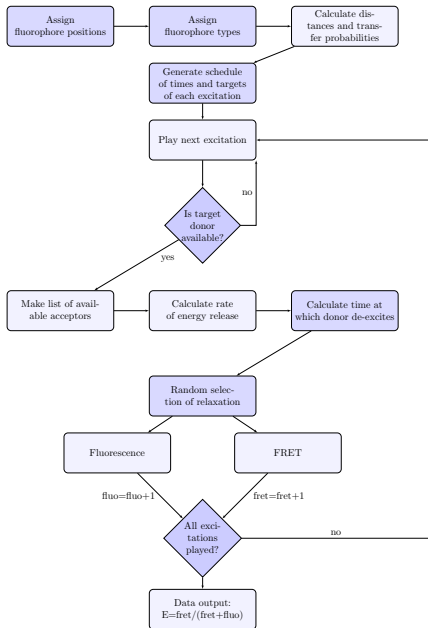 Assign
fluorophore positions
Assign
fluorophore types
Calculate dis-
tances and trans-
fer probabilities
Generate schedule
of times and targets
of each excitation
Play next excitation
no
Is target
donor
available?
yes
Make list of avail-
able acceptors
Calculate rate
of energy release
Calculate time at
which donor de-excites
Random selec-
tion of relaxation
Fluorescence
FRET
fluo=fluo+1
fret=fret+1
All exci-
tations
played?
no
Data output:
E=fret/(fret+fluo)